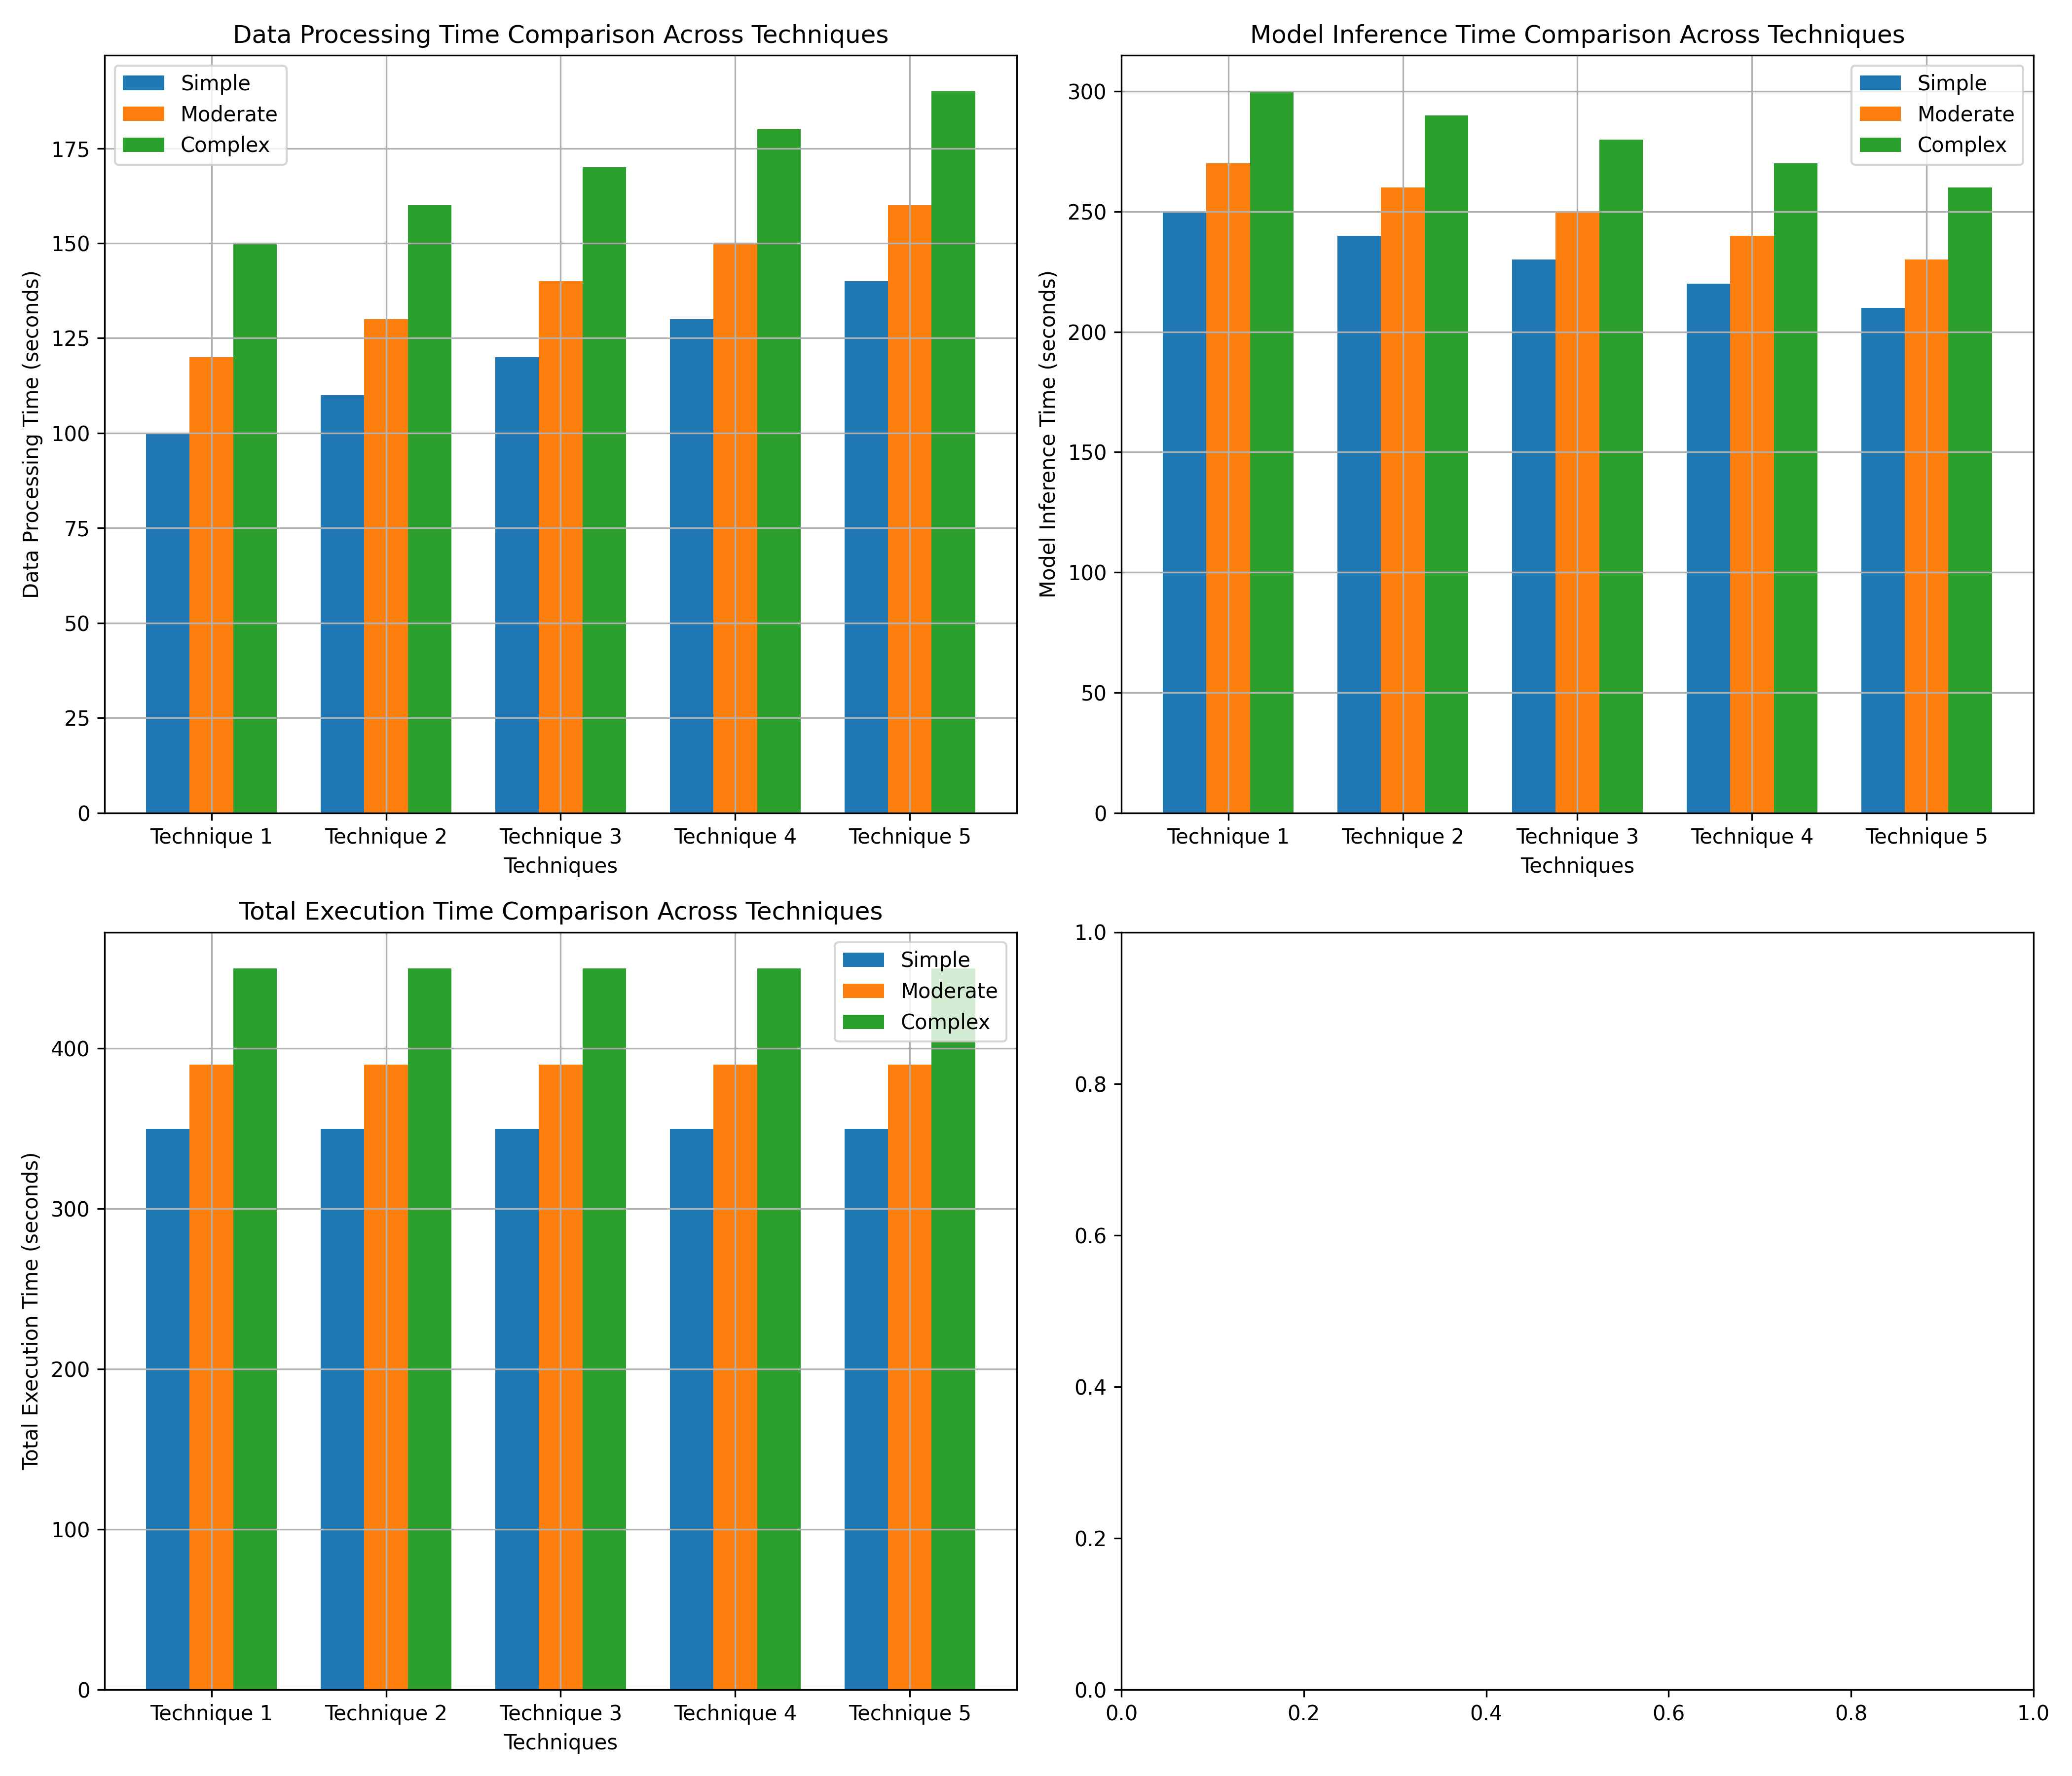 Data Processing Time Comparison Across Techniques
Data Processing Time (seconds)
175
150
125
100
75
50
25
0
Simple
Moderate
Complex
Technique 1 Technique 2 Technique 3 Technique 4 Technique 5
Techniques
Model Inference Time Comparison Across Techniques
Model Inference Time (seconds)
300
250
200
150
100
50
0
Simple
Moderate
Complex
Technique 1 Technique 2 Technique 3 Technique 4 Technique 5
Techniques
Total Execution Time Comparison Across Techniques
Total Execution Time (seconds)
400
300
200
100
0
Simple
Moderate
Complex
Technique 1 Technique 2 Technique 3 Technique 4 Technique 5
Techniques
1.0
0.8
0.6
0.4
0.2
0.0
0.0 0.2 0.4 0.6 0.8 1.0